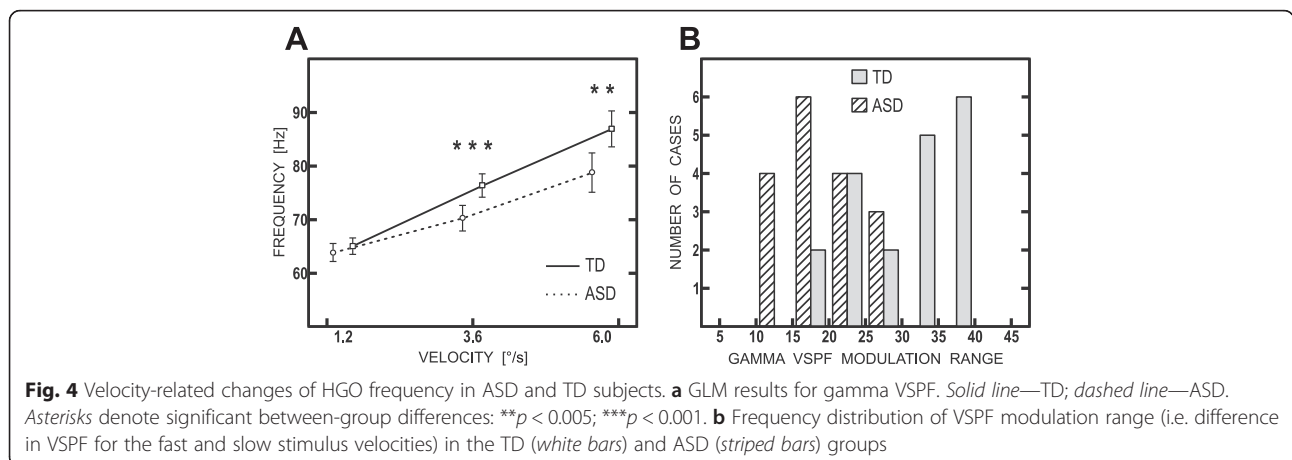 A
B
FREQUENCY [Hz]
90
80
70
60
* * *
* *
TD
ASD
1.2
3.6
6.0
VELOCITY [°/s]
NUMBER OF CASES
6
5
4
3
2
1
TD
ASD
5 10 15 20 25 30 35 40 45
GAMMA VSPF MODULATION RANGE
Fig. 4 Velocity-related changes of HGO frequency in ASD and TD subjects. a GLM results for gamma VSPF. Solid line—TD; dashed line—ASD.
Asterisks denote significant between-group differences: **p < 0.005; ***p < 0.001. b Frequency distribution of VSPF modulation range (i.e. difference
in VSPF for the fast and slow stimulus velocities) in the TD (white bars) and ASD (striped bars) groups